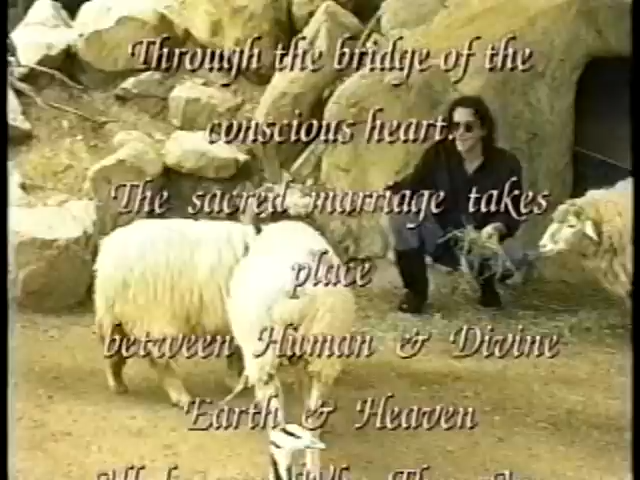 Through the bridge of the
conscious heart.
The sacred marriage takes
place
between Human & Divine
Earth & Heaven